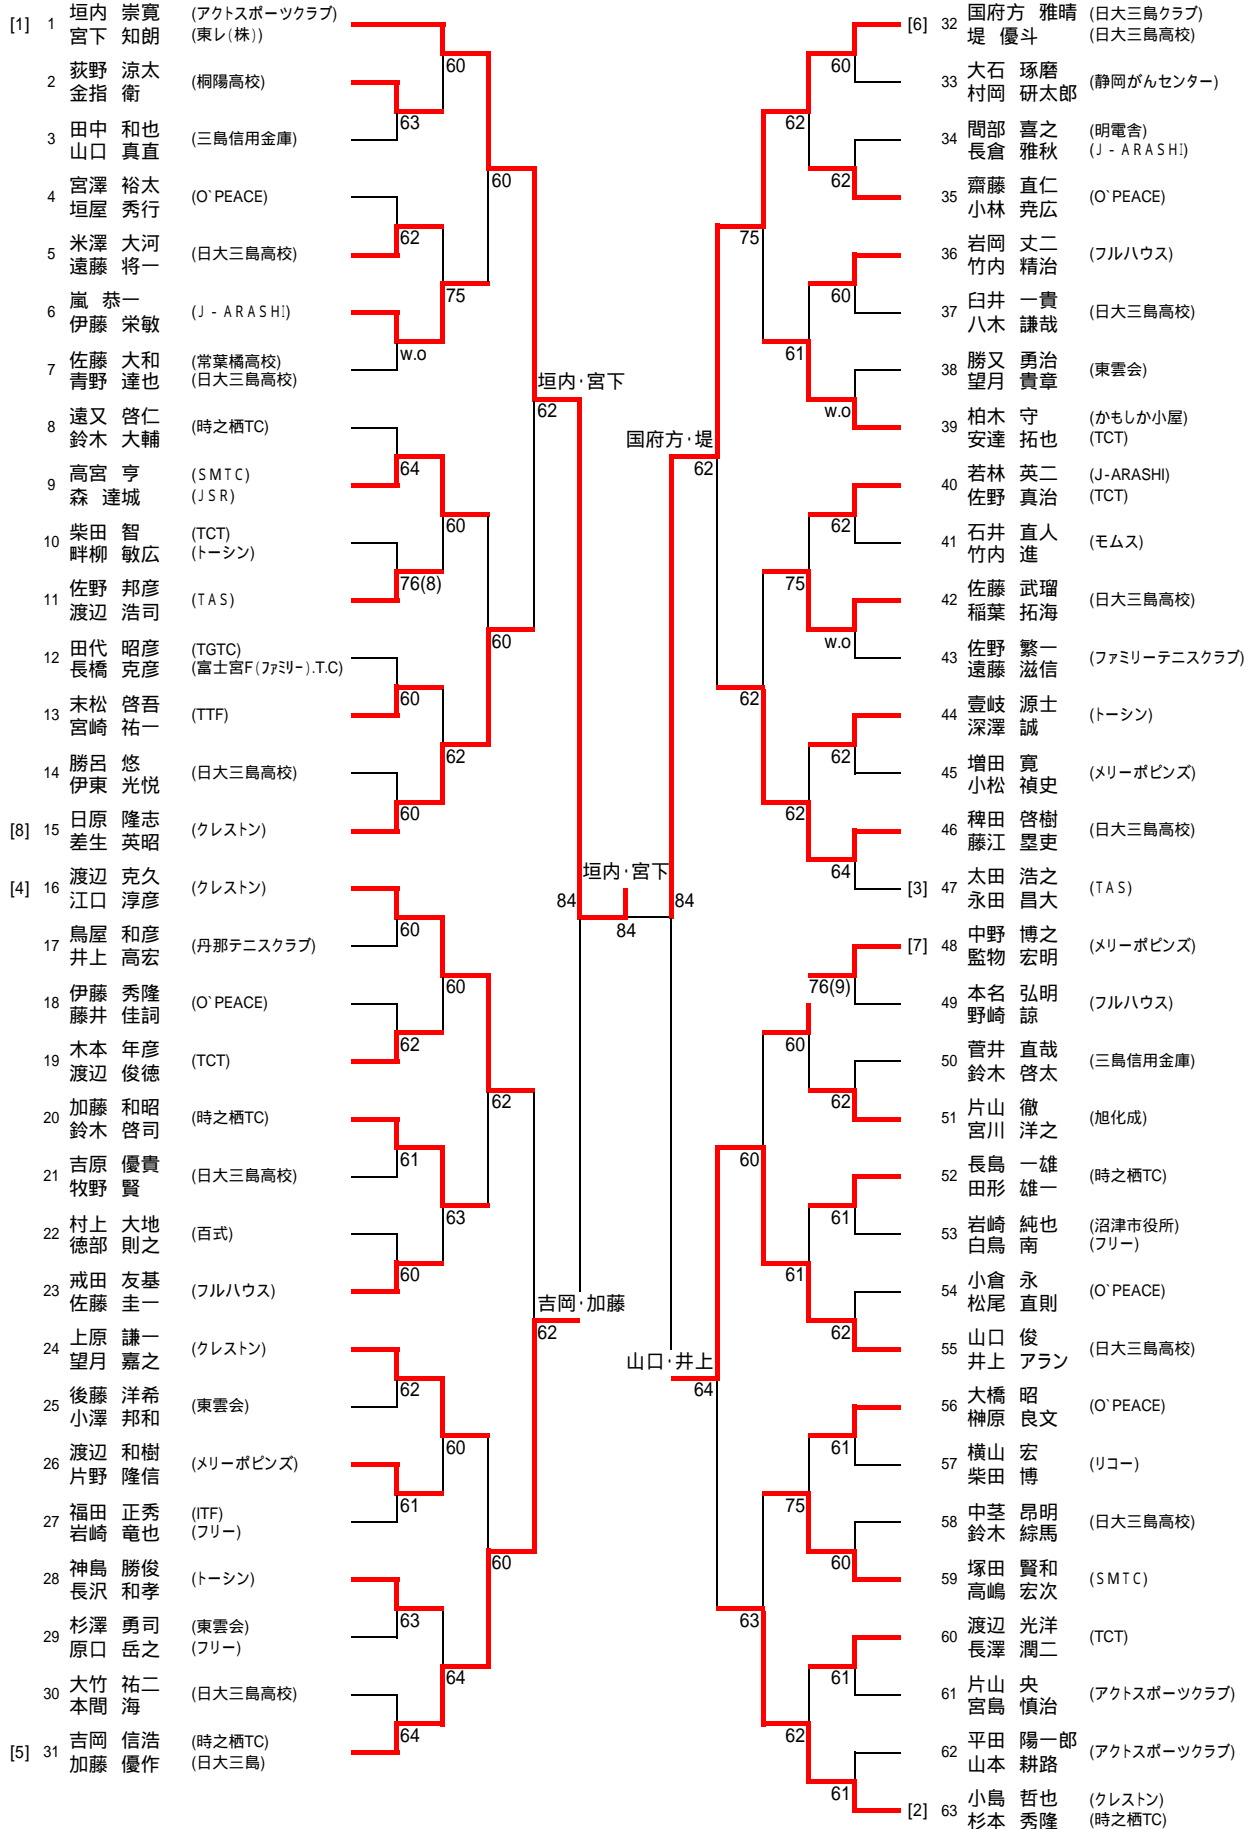 [1] 1 垣内 崇寛 (アクトスポーツクラブ)
宮下 知朗 (東レ(株))
2 荻野 涼太 (桐陽高校)
金指 衛
3 田中 和也 (三島信用金庫)
山口 真直
4 宮澤 裕太 (O`PEACE)
垣屋 秀行
5 米澤 大河 (日大三島高校)
遠藤 将一
6 嵐 恭一 (J-ARASHI)
伊藤 栄敏
7 佐藤 大和 (常葉橘高校)
青野 達也 (日大三島高校)
8 遠又 啓仁 (時之栖TC)
鈴木 大輔
9 高宮 亨 (SMTC)
森 達城 (JSR)
10 柴田 智 (TCT)
畔柳 敏広 (トーシン)
11 佐野 邦彦 (TAS)
渡辺 浩司
12 田代 昭彦 (TGTC)
長橋 克彦 (富士宮F(ファミリー).T.C)
13 末松 啓吾 (TTF)
宮崎 祐一
14 勝呂 悠 (日大三島高校)
伊東 光悦
[8] 15 日原 隆志 (クレストン)
差生 英昭
[4] 16 渡辺 克久 (クレストン)
江口 淳彦
17 鳥屋 和彦 (丹那テニスクラブ)
井上 高宏
18 伊藤 秀隆 (O`PEACE)
藤井 佳詞
19 木本 年彦 (TCT)
渡辺 俊徳
20 加藤 和昭 (時之栖TC)
鈴木 啓司
21 吉原 優貴 (日大三島高校)
牧野 賢
22 村上 大地 (百式)
徳部 則之
23 戒田 友基 (フルハウス)
佐藤 圭一
24 上原 謙一 (クレストン)
望月 嘉之
25 後藤 洋希 (東雲会)
小澤 邦和
26 渡辺 和樹 (メリーポピンズ)
片野 隆信
27 福田 正秀 (ITF)
岩崎 竜也 (フリー)
28 神島 勝俊 (トーシン)
長沢 和孝
29 杉澤 勇司 (東雲会)
原口 岳之 (フリー)
30 大竹 祐二 (日大三島高校)
本間 海
[5] 31 吉岡 信浩 (時之栖TC)
加藤 優作 (日大三島)
60
63
62
75
w.o
60
64
60
76(8)
60
60
62
60
垣内・宮下
62
60
60
62
62
61
63
60
吉岡・加藤
62
62
60
61
60
63
64
64
84
垣内・宮下
84
84
国府方・堤
62
山口・井上
64
60
62
62
75
60
61
w.o
62
75
w.o
62
62
62
64
76(9)
60
62
60
61
61
62
61
75
60
63
61
62
61
[6] 32 国府方 雅晴 (日大三島クラブ)
堤 優斗 (日大三島高校)
33 大石 琢磨 (静岡がんセンター)
村岡 研太郎
34 間部 喜之 (明電舎)
長倉 雅秋 (J-ARASHI)
35 齋藤 直仁 (O`PEACE)
小林 尭広
36 岩岡 丈二 (フルハウス)
竹内 精治
37 臼井 一貴 (日大三島高校)
八木 謙哉
38 勝又 勇治 (東雲会)
望月 貴章
39 柏木 守 (かもしか小屋)
安達 拓也 (TCT)
40 若林 英二 (J-ARASHI)
佐野 真治 (TCT)
41 石井 直人 (モムス)
竹内 進
42 佐藤 武瑠 (日大三島高校)
稲葉 拓海
43 佐野 繁一 (ファミリーテニスクラブ)
遠藤 滋信
44 壹岐 源士 (トーシン)
深澤 誠
45 増田 寛 (メリーポピンズ)
小松 禎史
46 稗田 啓樹 (日大三島高校)
藤江 塁吏
[3] 47 太田 浩之 (TAS)
永田 昌大
[7] 48 中野 博之 (メリーポピンズ)
監物 宏明
49 本名 弘明 (フルハウス)
野崎 諒
50 菅井 直哉 (三島信用金庫)
鈴木 啓太
51 片山 徹 (旭化成)
宮川 洋之
52 長島 一雄 (時之栖TC)
田形 雄一
53 岩崎 純也 (沼津市役所)
白鳥 南 (フリー)
54 小倉 永 (O`PEACE)
松尾 直則
55 山口 俊 (日大三島高校)
井上 アラン
56 大橋 昭 (O`PEACE)
榊原 良文
57 横山 宏 (リコー)
柴田 博
58 中茎 昂明 (日大三島高校)
鈴木 綜馬
59 塚田 賢和 (SMTC)
高嶋 宏次
60 渡辺 光洋 (TCT)
長澤 潤二
61 片山 央 (アクトスポーツクラブ)
宮島 慎治
62 平田 陽一郎 (アクトスポーツクラブ)
山本 耕路
[2] 63 小島 哲也 (クレストン)
杉本 秀隆 (時之栖TC)